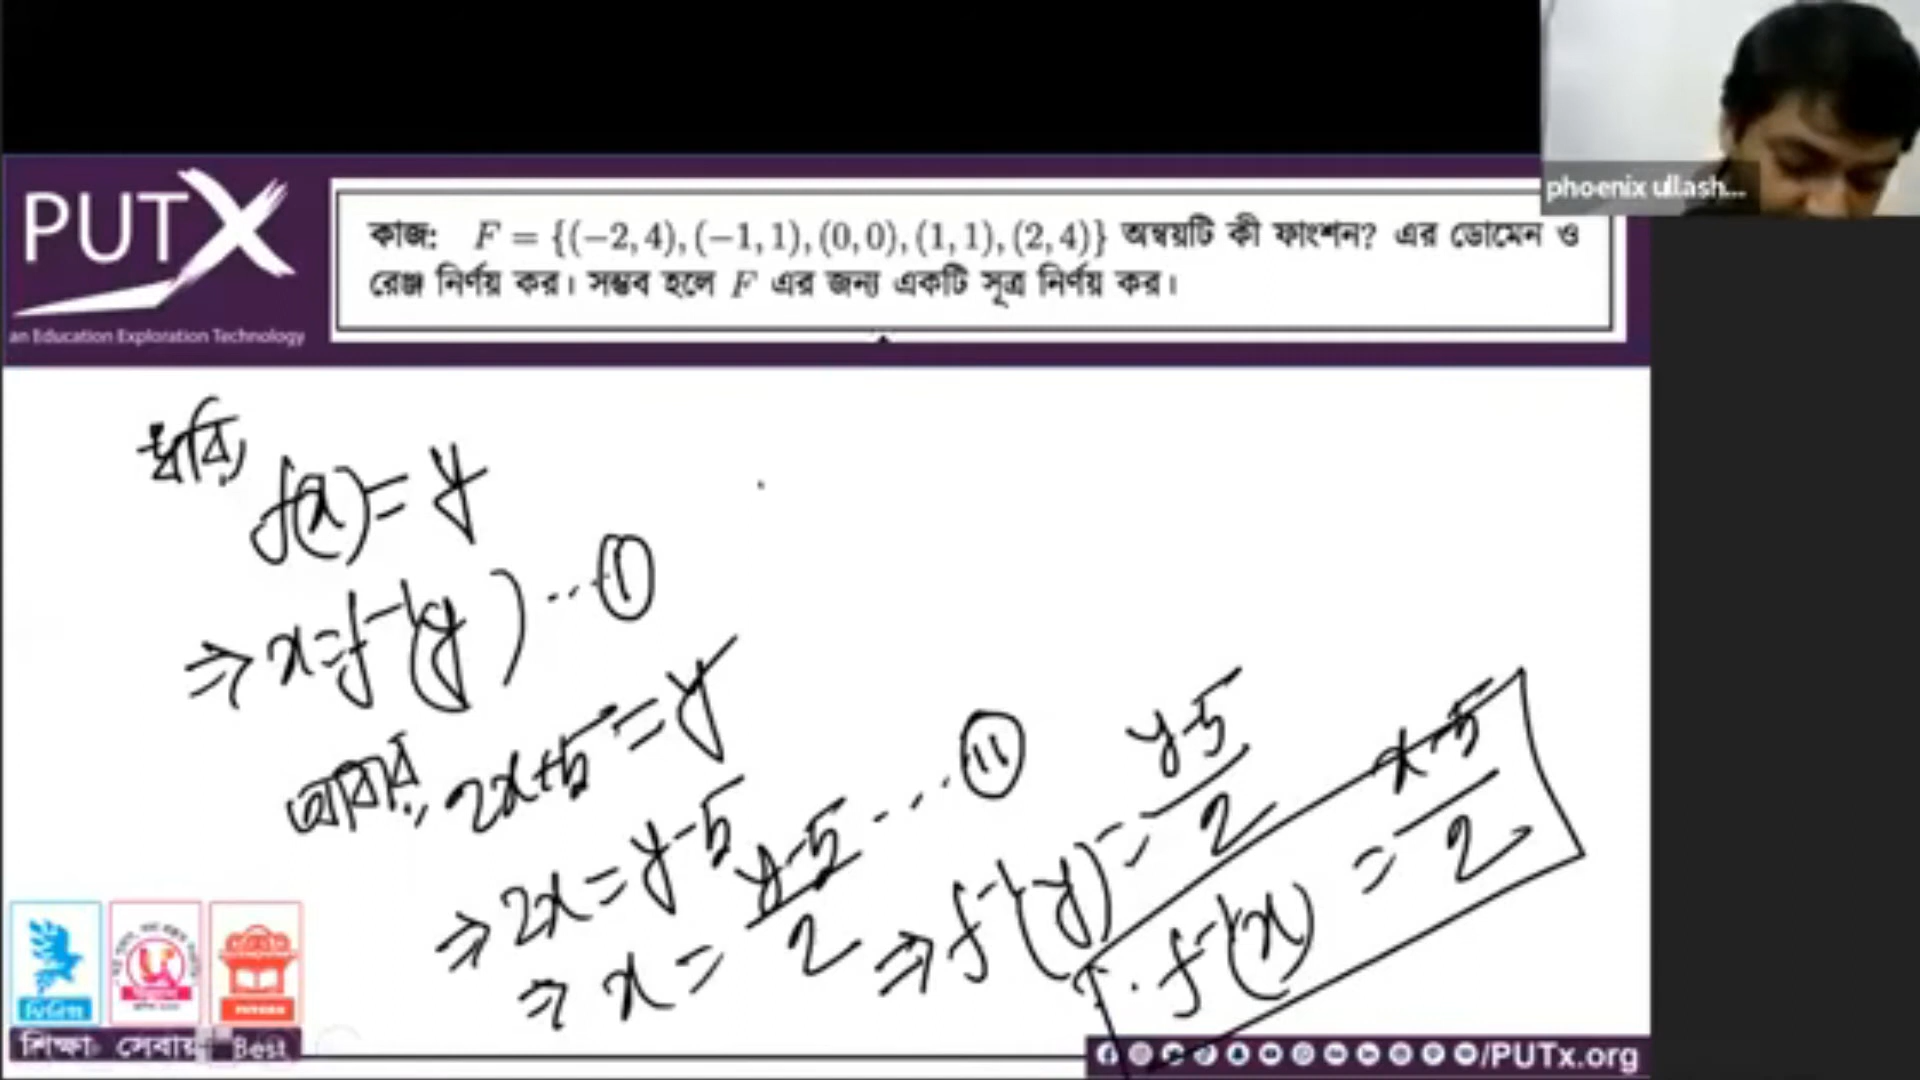 phoenix ullash...
PUTX
an Education Exploration Technology
কাজ: F = {(−2, 4), (−1, 1), (0, 0), (1, 1), (2, 4)} অন্বয়টি কী ফাংশন? এর ডোমেন ও
রেঞ্জ নির্ণয় কর। সম্ভব হলে F এর জন্য একটি সূত্র নির্ণয় কর।
ধরি,
f(x) = y
⇒ x = f⁻¹(y) ... ①
আবার, 2x+5 = y
⇒ 2x = y-5
⇒ x = (y-5)/2 ... ⑪
⇒ f⁻¹(y) = (y-5)/2
∴ f⁻¹(x) = (x-5)/2
শিক্ষা সেবায় Best
/PUTx.org